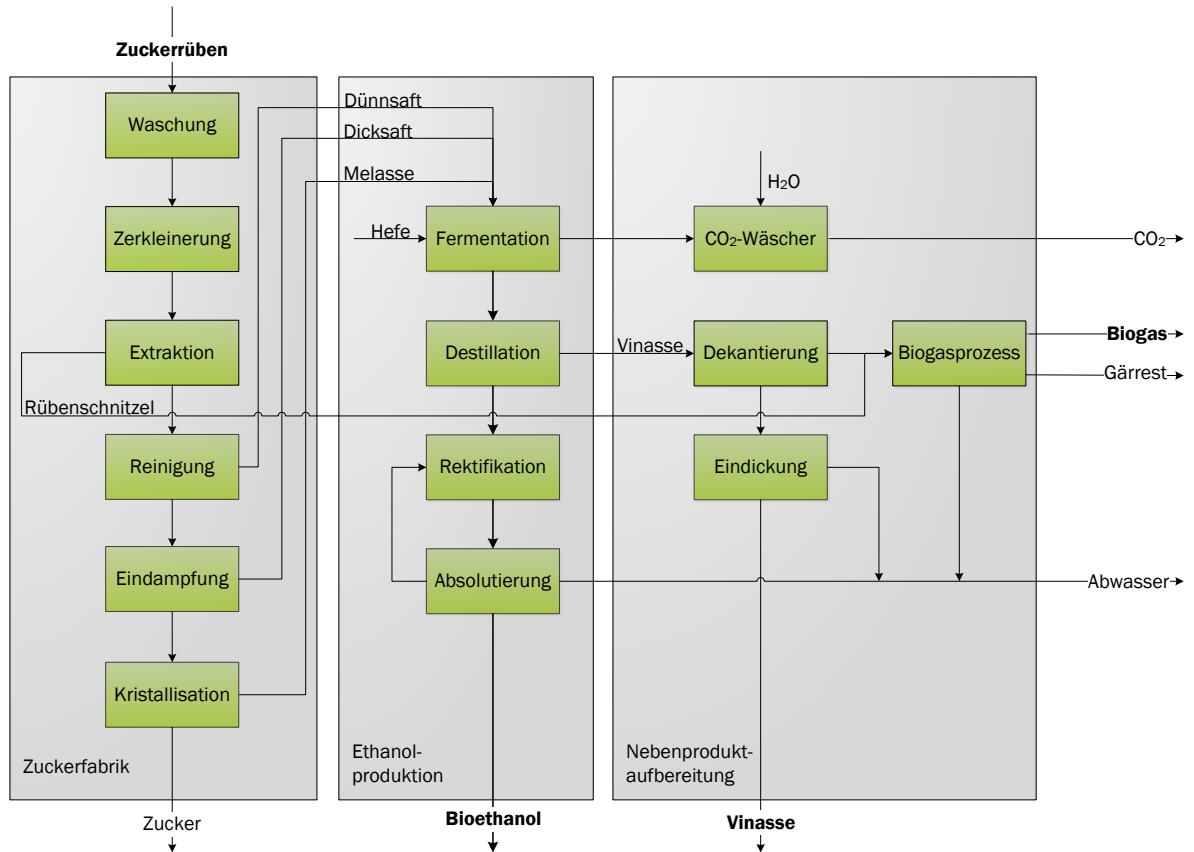 Zuckerrüben
Waschung
Zerkleinerung
Extraktion
Rübenschnitzel
Reinigung
Eindampfung
Kristallisation
Zuckerfabrik
Zucker
Dünnsaft
Dicksaft
Melasse
Hefe
Fermentation
Destillation
Rektifikation
Absolutierung
Ethanol-
produktion
Bioethanol
H₂O
CO₂-Wäscher
CO₂
Vinasse
Dekantierung
Biogasprozess
Biogas
Gärrest
Eindickung
Abwasser
Nebenprodukt-
aufbereitung
Vinasse